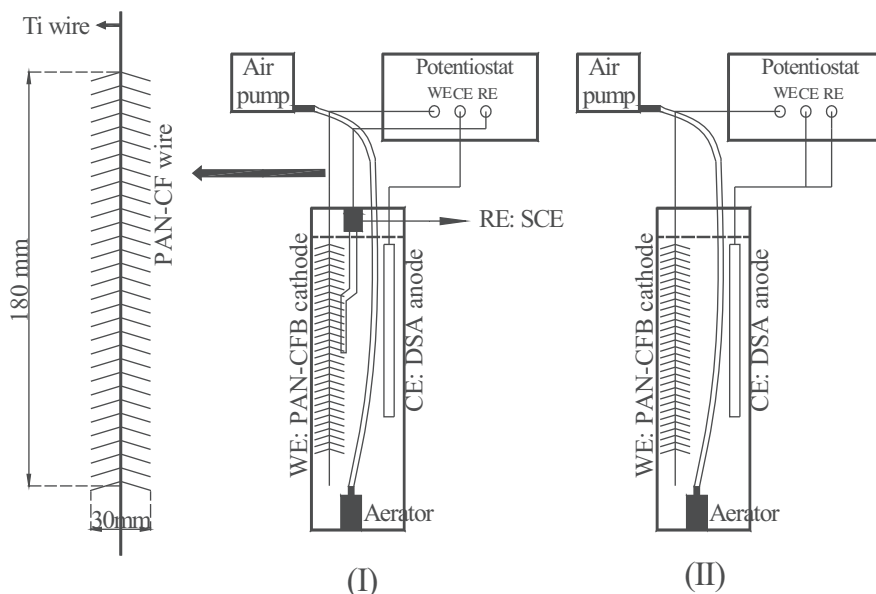 Ti wire
180 mm
PAN-CF wire
30mm
Air
pump
Potentiostat
WE CE RE
RE: SCE
WE: PAN-CFB cathode
CE: DSA anode
Aerator
(I)
Air
pump
Potentiostat
WE CE RE
WE: PAN-CFB cathode
CE: DSA anode
Aerator
(II)